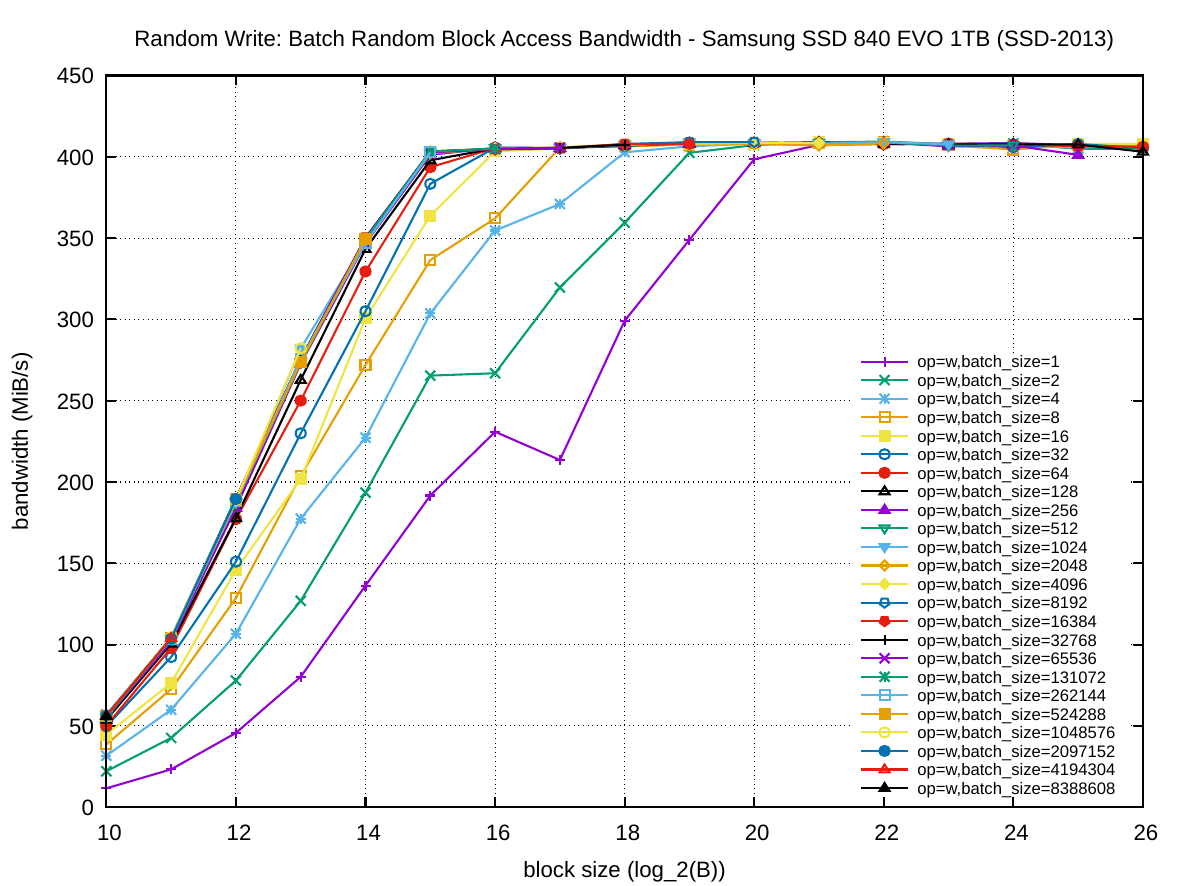 Random Write: Batch Random Block Access Bandwidth - Samsung SSD 840 EVO 1TB (SSD-2013)
450
400
350
300
250
200
150
100
50
0
bandwidth (MiB/s)
op=w,batch_size=1
op=w,batch_size=2
op=w,batch_size=4
op=w,batch_size=8
op=w,batch_size=16
op=w,batch_size=32
op=w,batch_size=64
op=w,batch_size=128
op=w,batch_size=256
op=w,batch_size=512
op=w,batch_size=1024
op=w,batch_size=2048
op=w,batch_size=4096
op=w,batch_size=8192
op=w,batch_size=16384
op=w,batch_size=32768
op=w,batch_size=65536
op=w,batch_size=131072
op=w,batch_size=262144
op=w,batch_size=524288
op=w,batch_size=1048576
op=w,batch_size=2097152
op=w,batch_size=4194304
op=w,batch_size=8388608
10 12 14 16 18 20 22 24 26
block size (log_2(B))